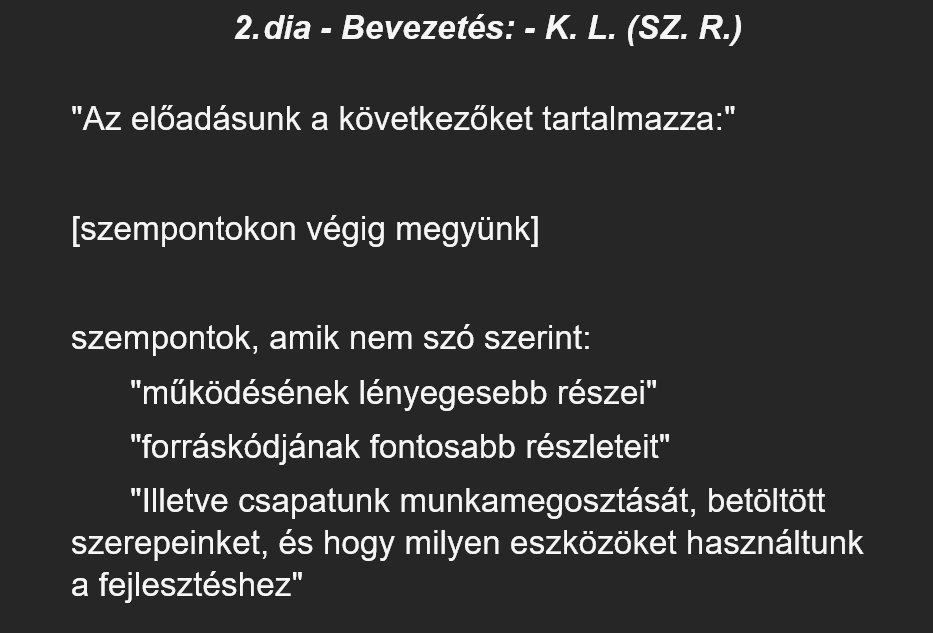 2. dia - Bevezetés: - K. L. (SZ. R.)
"Az előadásunk a következőket tartalmazza:"
[szempontokon végig megyünk]
szempontok, amik nem szó szerint:
"működésének lényegesebb részei"
"forráskódjának fontosabb részleteit"
"Illetve csapatunk munkamegosztását, betöltött
szerepeinket, és hogy milyen eszközöket használtunk
a fejlesztéshez"